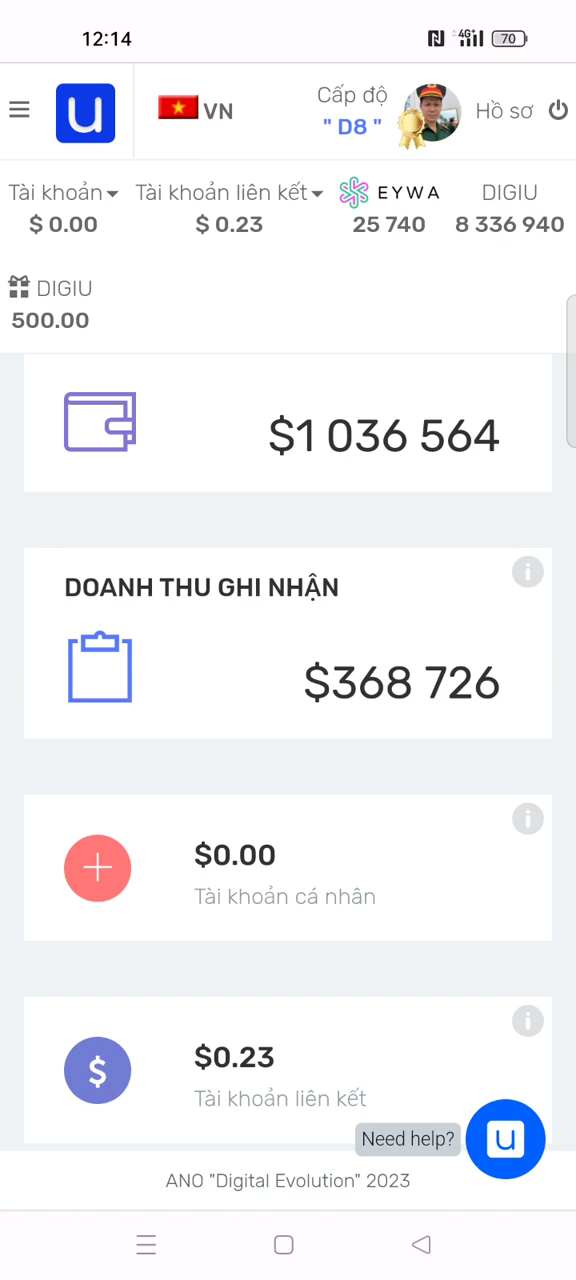 12:14
4G+ 70
u VN Cấp độ " D8 " Hồ sơ
Tài khoản Tài khoản liên kết EYWA DIGIU
$ 0.00 $ 0.23 25 740 8 336 940
DIGIU
500.00
$1 036 564
DOANH THU GHI NHẬN
$368 726
$0.00
Tài khoản cá nhân
$0.23
Tài khoản liên kết
Need help? u
ANO "Digital Evolution" 2023